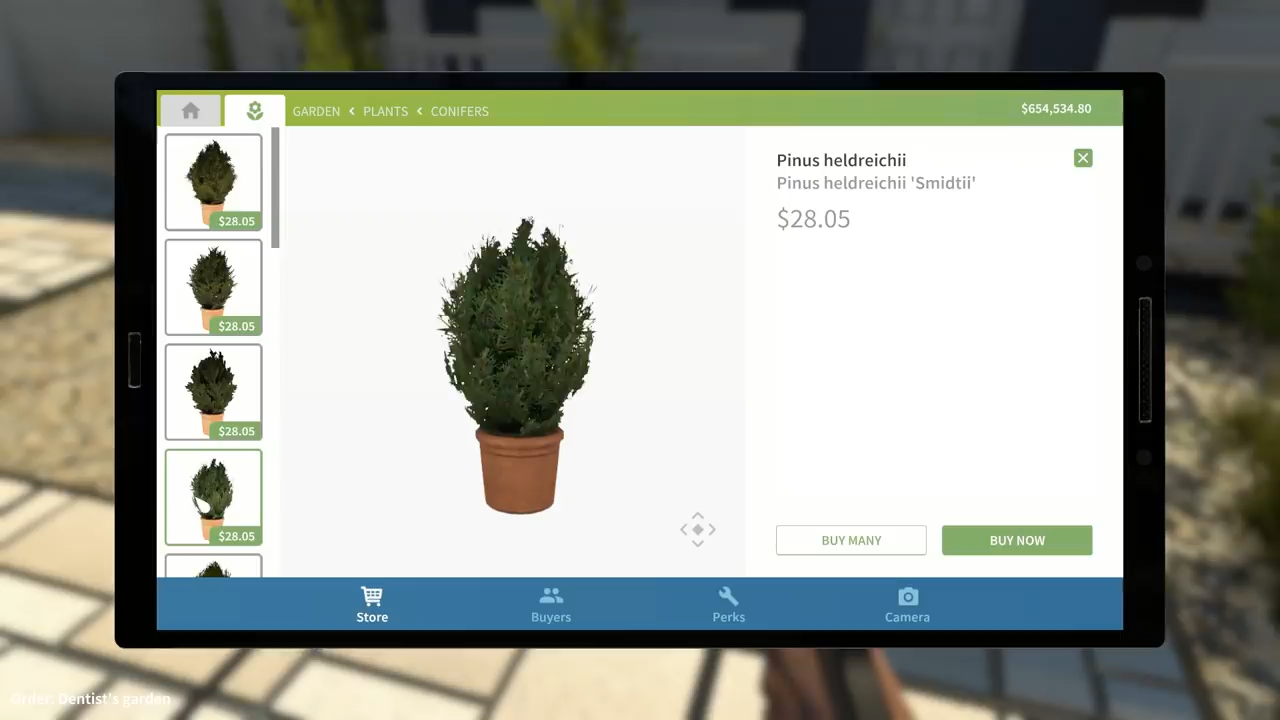 GARDEN < PLANTS < CONIFERS
$654,534.80
$28.05
$28.05
$28.05
$28.05
Pinus heldreichii
Pinus heldreichii 'Smidtii'
$28.05
BUY MANY
BUY NOW
Store
Buyers
Perks
Camera
Order: Dentist's garden